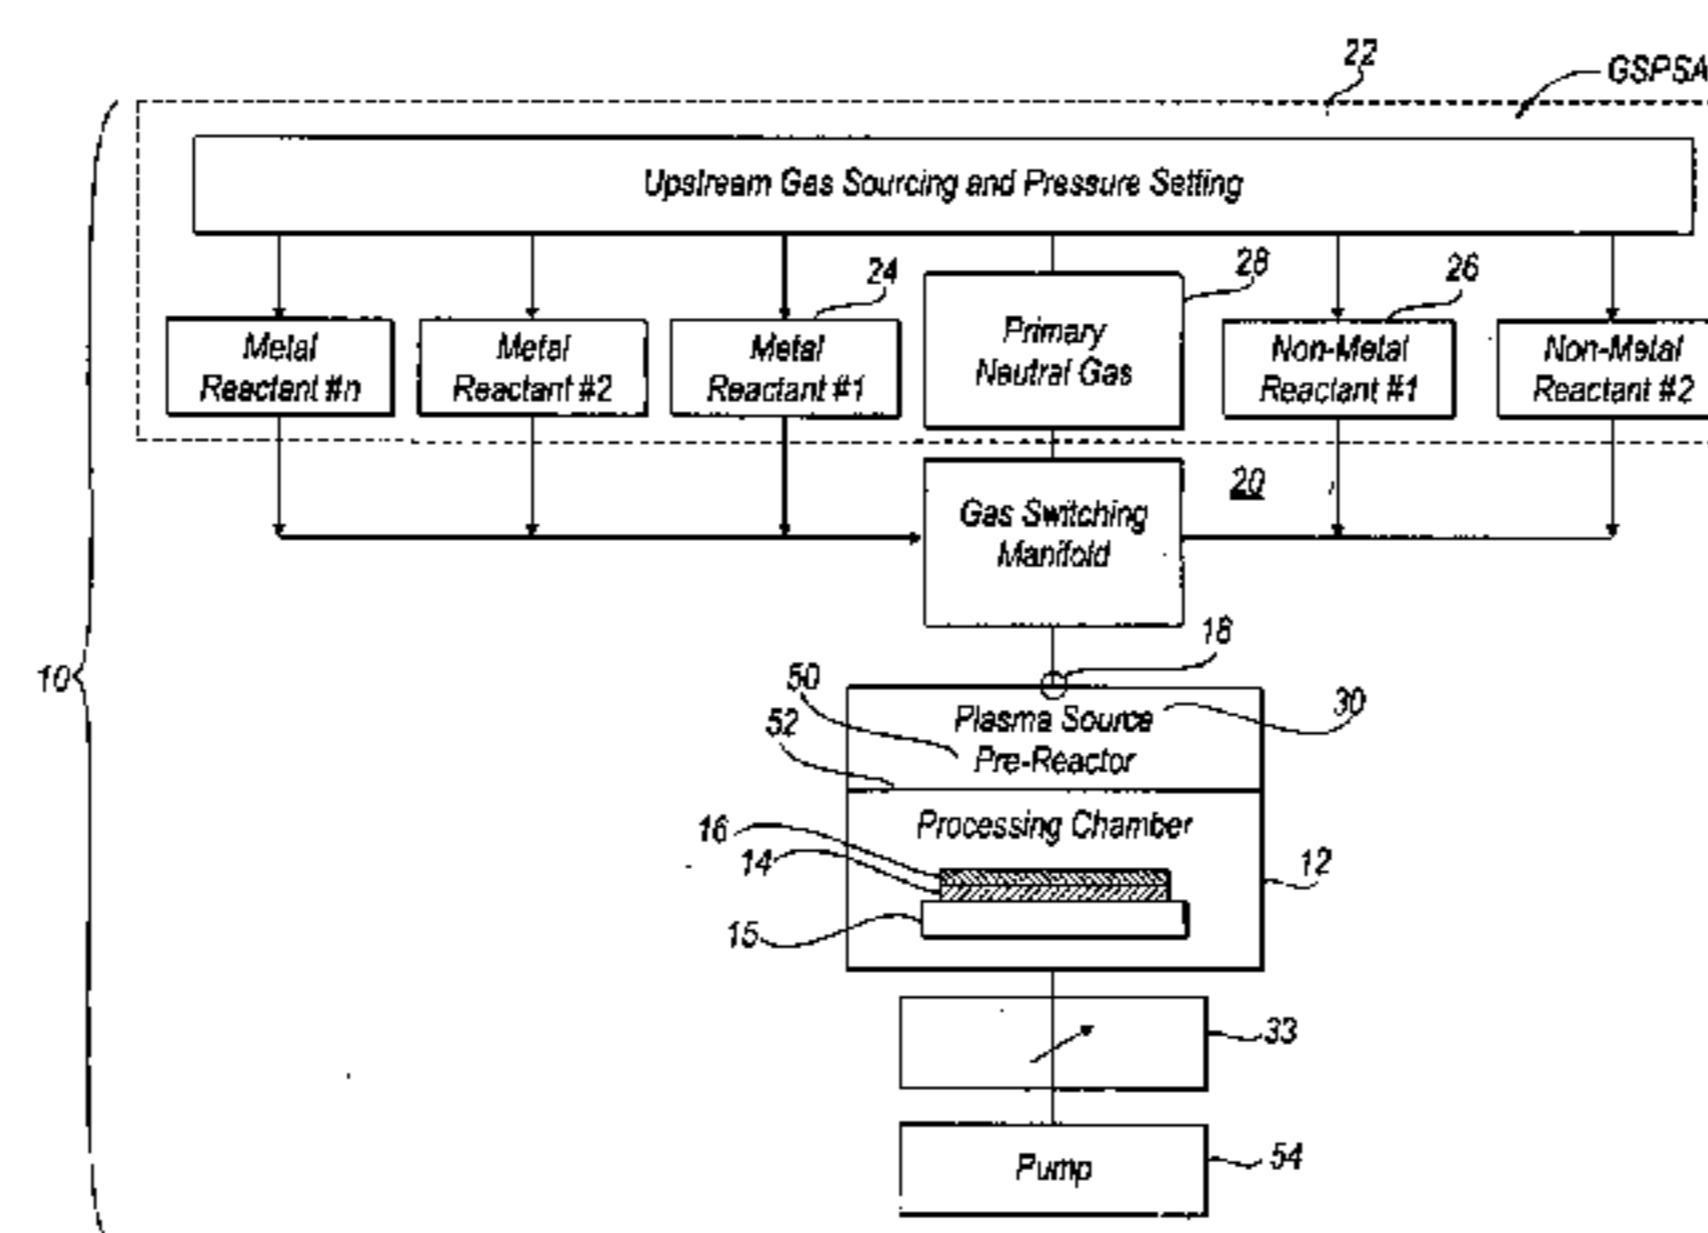 22
GSPSA
Upstream Gas Sourcing and Pressure Setting
24
28
26
Metal
Reactant #n
Metal
Reactant #2
Metal
Reactant #1
Primary
Neutral Gas
Non-Metal
Reactant #1
Non-Metal
Reactant #2
20
Gas Switching
Manifold
18
10
50
30
52
Plasma Source
Pre-Reactor
Processing Chamber
16
14
12
15
33
Pump
54